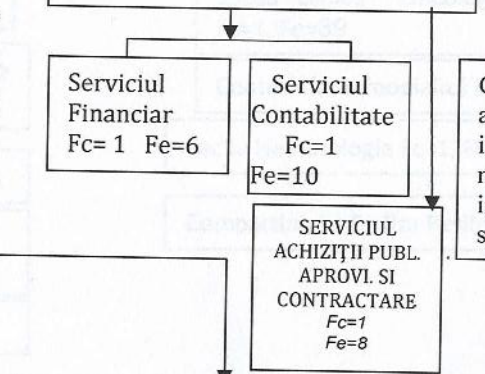 Serviciul
Financiar
Fc= 1 Fe=6
Serviciul
Contabilitate
Fc=1
Fe=10
SERVICIUL
ACHIZIȚII PUBL.
APROVI. SI
CONTRACTARE
Fc=1
Fe=8